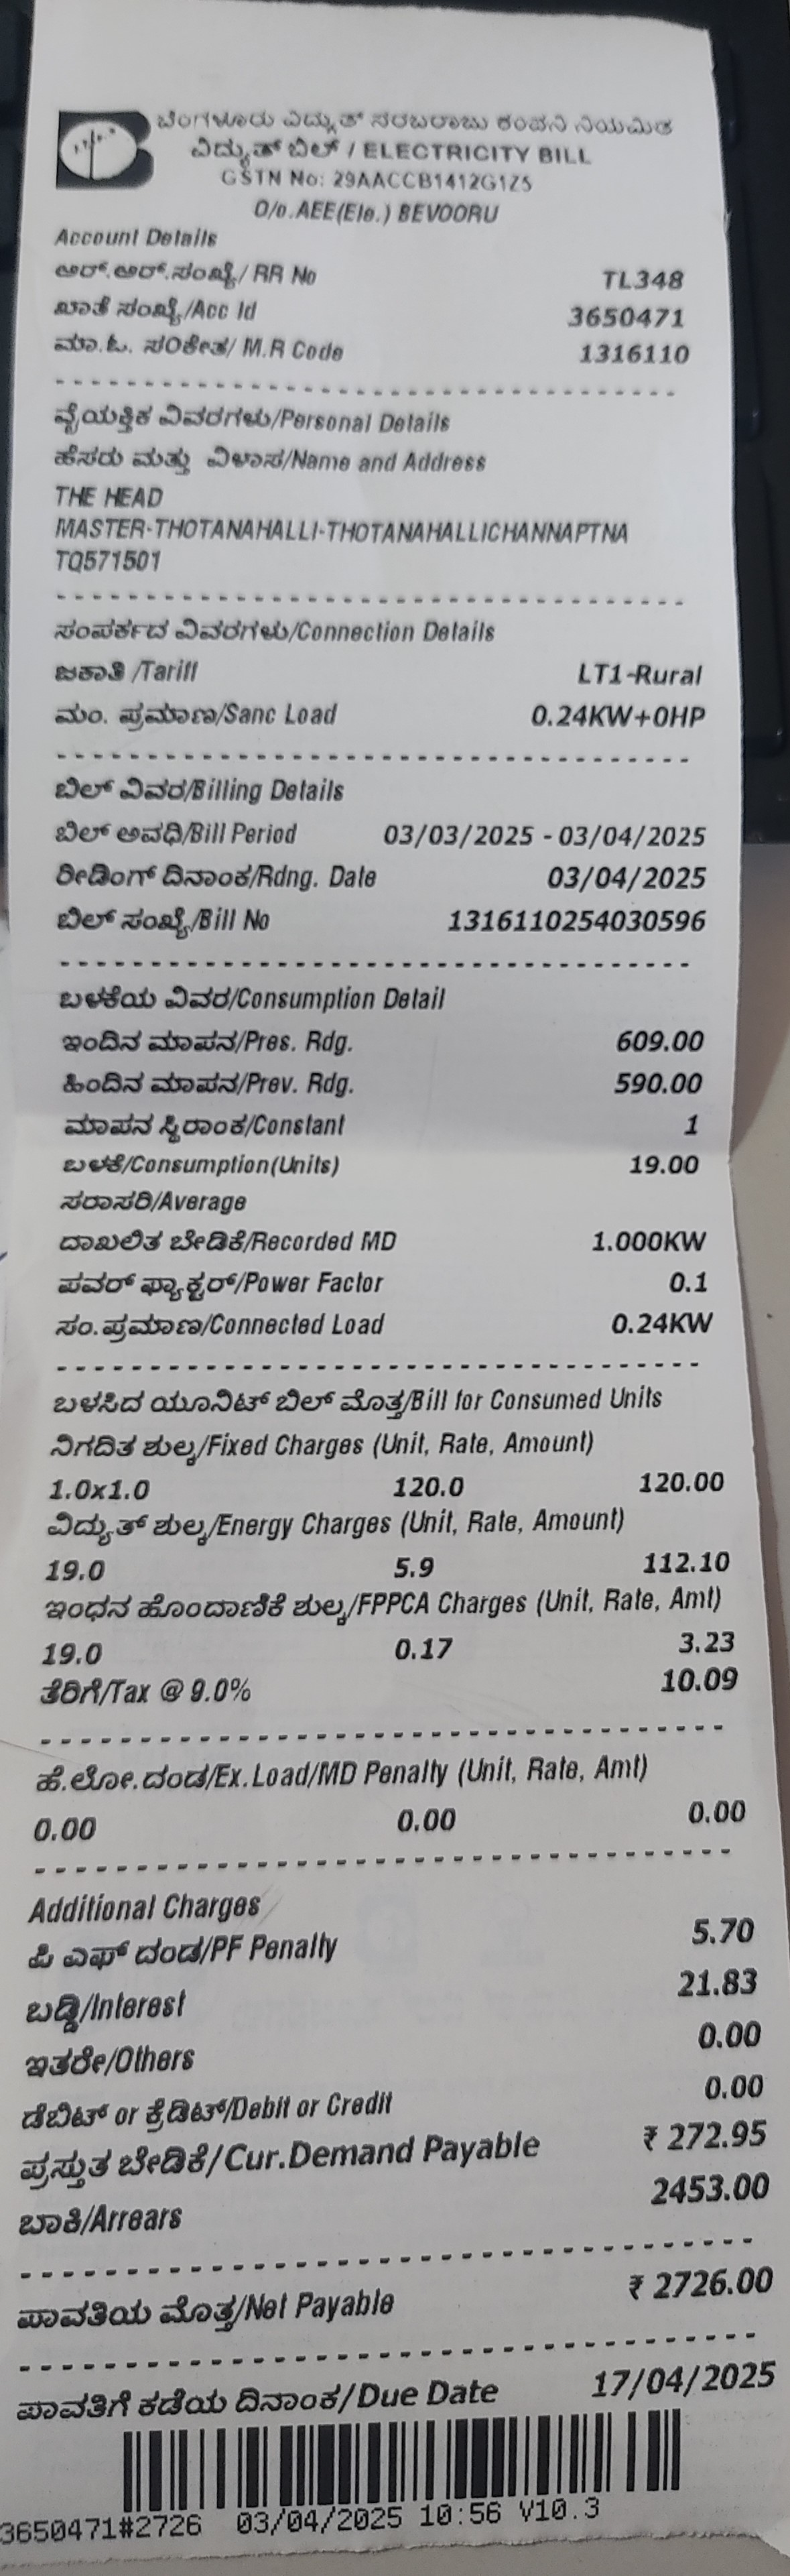 ಬೆಂಗಳೂರು ವಿದ್ಯುತ್ ಸರಬರಾಜು ಕಂಪನಿ ನಿಯಮಿತ
ವಿದ್ಯುತ್ ಬಿಲ್ / ELECTRICITY BILL
GSTN No: 29AACCB1412G1Z5
O/o.AEE(Ele.) BEVOORU
Account Details
ಆರ್.ಆರ್.ಸಂಖ್ಯೆ/ RR No TL348
ಖಾತೆ ಸಂಖ್ಯೆ/Acc Id 3650471
ಮಾ.ಓ. ಸಂಕೇತ/ M.R Code 1316110
ವೈಯಕ್ತಿಕ ವಿವರಗಳು/Personal Details
ಹೆಸರು ಮತ್ತು ವಿಳಾಸ/Name and Address
THE HEAD
MASTER-THOTANAHALLI-THOTANAHALLICHANNAPTNA
TQ571501
ಸಂಪರ್ಕದ ವಿವರಗಳು/Connection Details
ಜಕಾತಿ /Tariff LT1-Rural
ಮಂ. ಪ್ರಮಾಣ/Sanc Load 0.24KW+0HP
ಬಿಲ್ ವಿವರ/Billing Details
ಬಿಲ್ ಅವಧಿ/Bill Period 03/03/2025 - 03/04/2025
ರೀಡಿಂಗ್ ದಿನಾಂಕ/Rdng. Date 03/04/2025
ಬಿಲ್ ಸಂಖ್ಯೆ/Bill No 1316110254030596
ಬಳಕೆಯ ವಿವರ/Consumption Detail
ಇಂದಿನ ಮಾಪನ/Pres. Rdg. 609.00
ಹಿಂದಿನ ಮಾಪನ/Prev. Rdg. 590.00
ಮಾಪನ ಸ್ಥಿರಾಂಕ/Constant 1
ಬಳಕೆ/Consumption(Units) 19.00
ಸರಾಸರಿ/Average
ದಾಖಲಿತ ಬೇಡಿಕೆ/Recorded MD 1.000KW
ಪವರ್ ಫ್ಯಾಕ್ಟರ್/Power Factor 0.1
ಸಂ.ಪ್ರಮಾಣ/Connected Load 0.24KW
ಬಳಸಿದ ಯೂನಿಟ್ ಬಿಲ್ ಮೊತ್ತ/Bill for Consumed Units
ನಿಗದಿತ ಶುಲ್ಕ/Fixed Charges (Unit, Rate, Amount)
1.0x1.0 120.0 120.00
ವಿದ್ಯುತ್ ಶುಲ್ಕ/Energy Charges (Unit, Rate, Amount)
19.0 5.9 112.10
ಇಂಧನ ಹೊಂದಾಣಿಕೆ ಶುಲ್ಕ/FPPCA Charges (Unit, Rate, Amt)
19.0 0.17 3.23
ತೆರಿಗೆ/Tax @ 9.0% 10.09
ಹೆ.ಲೋ.ದಂಡ/Ex.Load/MD Penalty (Unit, Rate, Amt)
0.00 0.00 0.00
Additional Charges
ಪಿ ಎಫ್ ದಂಡ/PF Penalty 5.70
ಬಡ್ಡಿ/Interest 21.83
ಇತರೇ/Others 0.00
ಡೆಬಿಟ್ or ಕ್ರೆಡಿಟ್/Debit or Credit 0.00
ಪ್ರಸ್ತುತ ಬೇಡಿಕೆ/Cur.Demand Payable ₹ 272.95
ಬಾಕಿ/Arrears 2453.00
ಪಾವತಿಯ ಮೊತ್ತ/Net Payable ₹ 2726.00
ಪಾವತಿಗೆ ಕಡೆಯ ದಿನಾಂಕ/Due Date 17/04/2025
3650471#2726 03/04/2025 10:56 V10.3